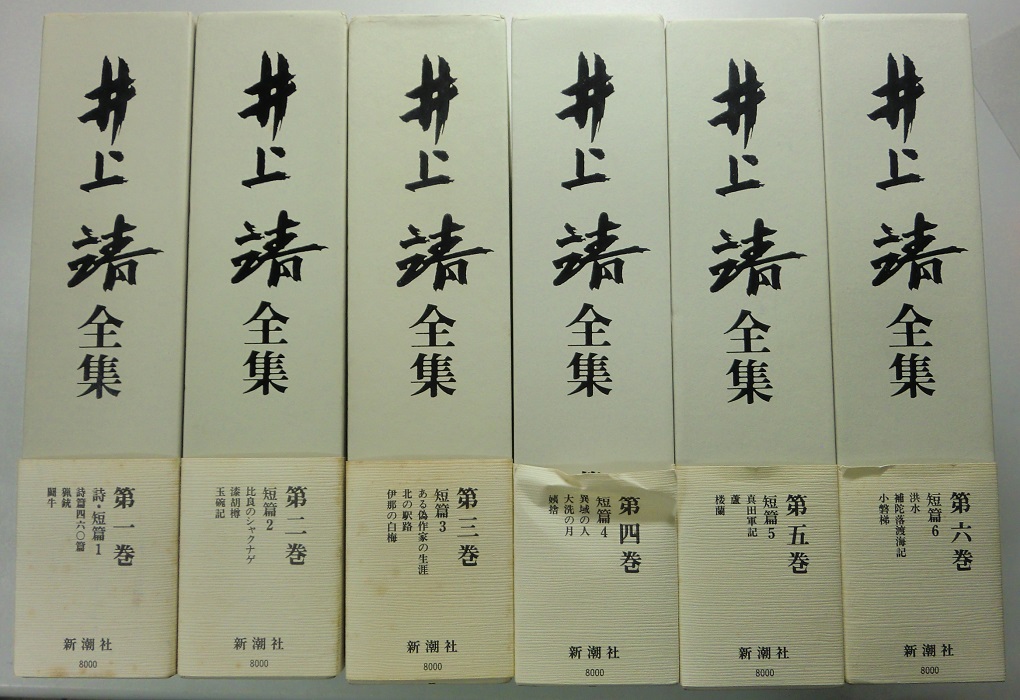 井上靖
全集
第一巻
詩・短篇1
詩篇四六〇篇
猟銃
闘牛
新潮社
8000
井上靖
全集
第二巻
短篇2
比良のシャクナゲ
漆胡樽
玉碗記
新潮社
8000
井上靖
全集
第三巻
短篇3
ある偽作家の生涯
北の駅路
伊那の白梅
新潮社
8000
井上靖
全集
第四巻
短篇4
異域の人
大洗の月
姨捨
新潮社
8000
井上靖
全集
第五巻
短篇5
真田軍記
蘆
楼蘭
新潮社
8000
井上靖
全集
第六巻
短篇6
洪水
補陀落渡海記
小磐梯
新潮社
8000